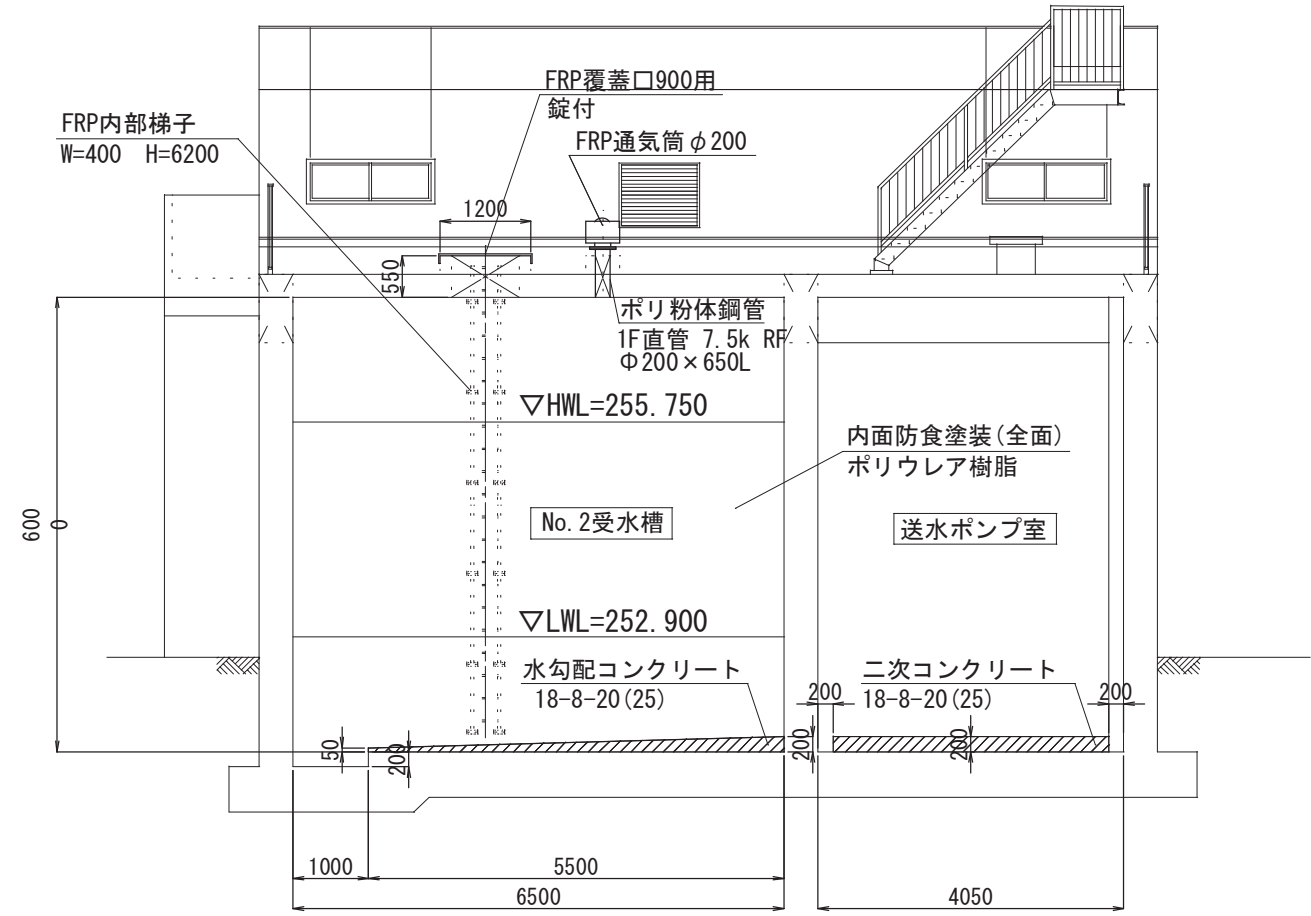 FRP覆蓋口900用
錠付
FRP内部梯子
W=400 H=6200
FRP通気筒φ200
1200
550
ポリ粉体鋼管
1F直管 7.5k RF
Φ200×650L
▽HWL=255.750
内面防食塗装(全面)
ポリウレア樹脂
600
0
No.2受水槽
送水ポンプ室
▽LWL=252.900
水勾配コンクリート
18-8-20(25)
二次コンクリート
18-8-20(25)
200
200
50
200
200
200
1000
5500
6500
4050